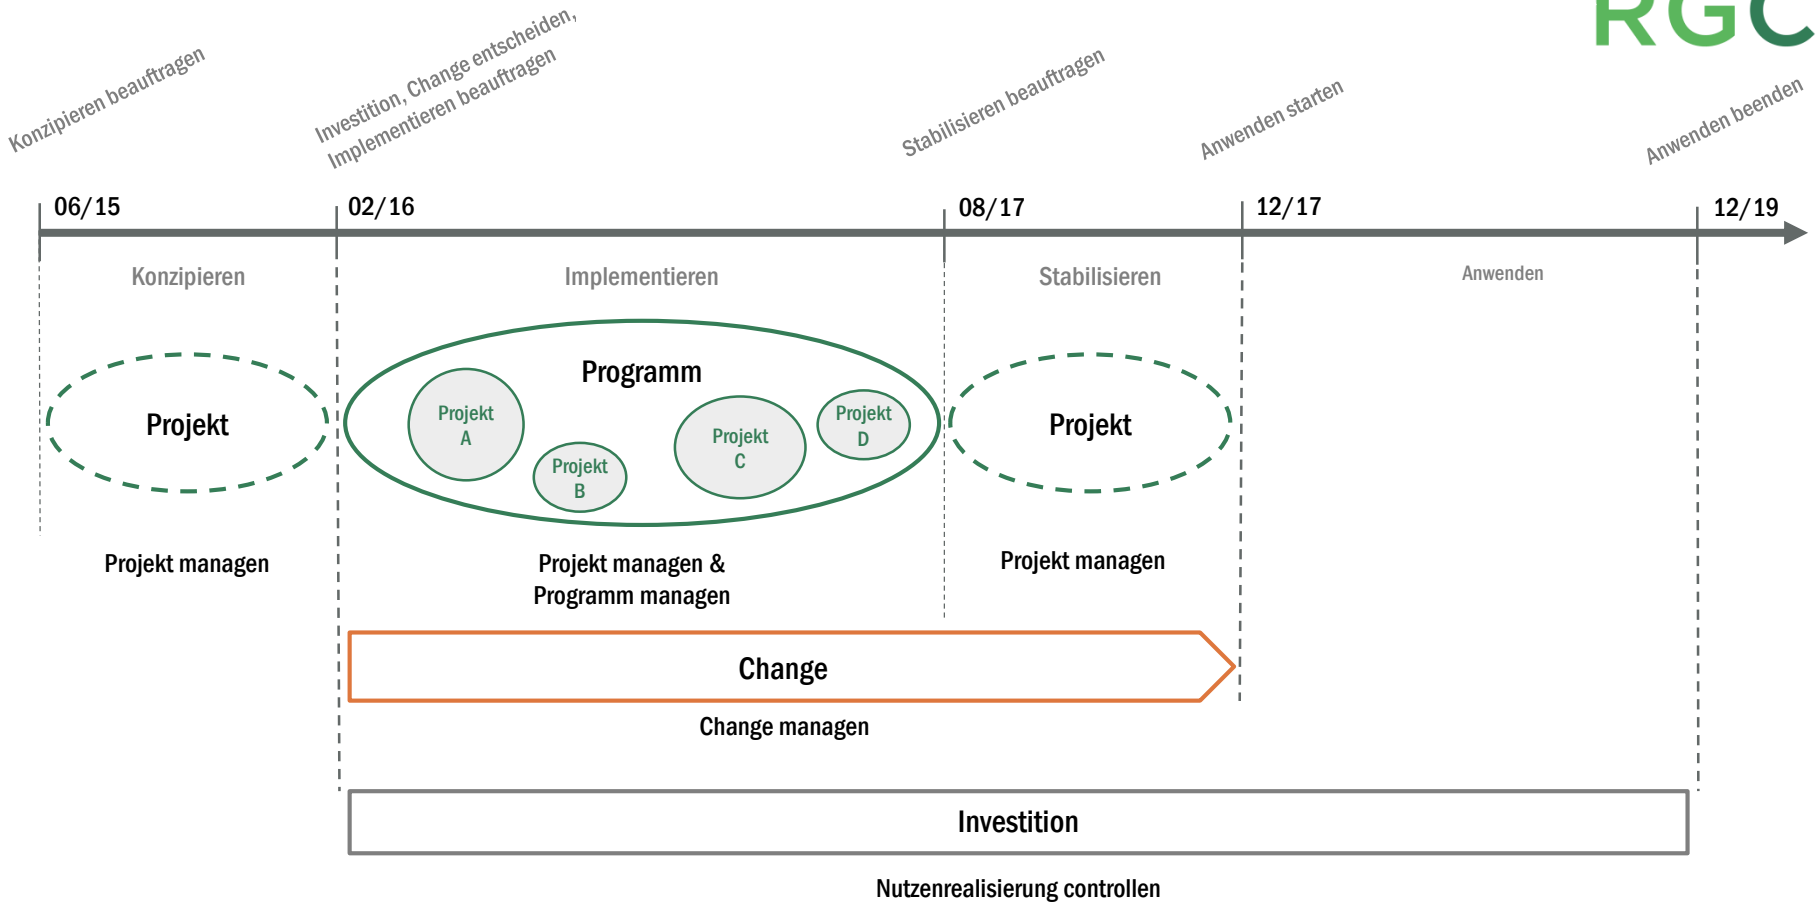 RGC
Konzipieren beauftragen
Investition, Change entscheiden,
Implementieren beauftragen
Stabilisieren beauftragen
Anwenden starten
Anwenden beenden
06/15
02/16
08/17
12/17
12/19
Konzipieren
Implementieren
Stabilisieren
Anwenden
Projekt
Programm
Projekt
A
Projekt
B
Projekt
C
Projekt
D
Projekt
Projekt managen
Projekt managen &
Programm managen
Projekt managen
Change
Change managen
Investition
Nutzenrealisierung controllen